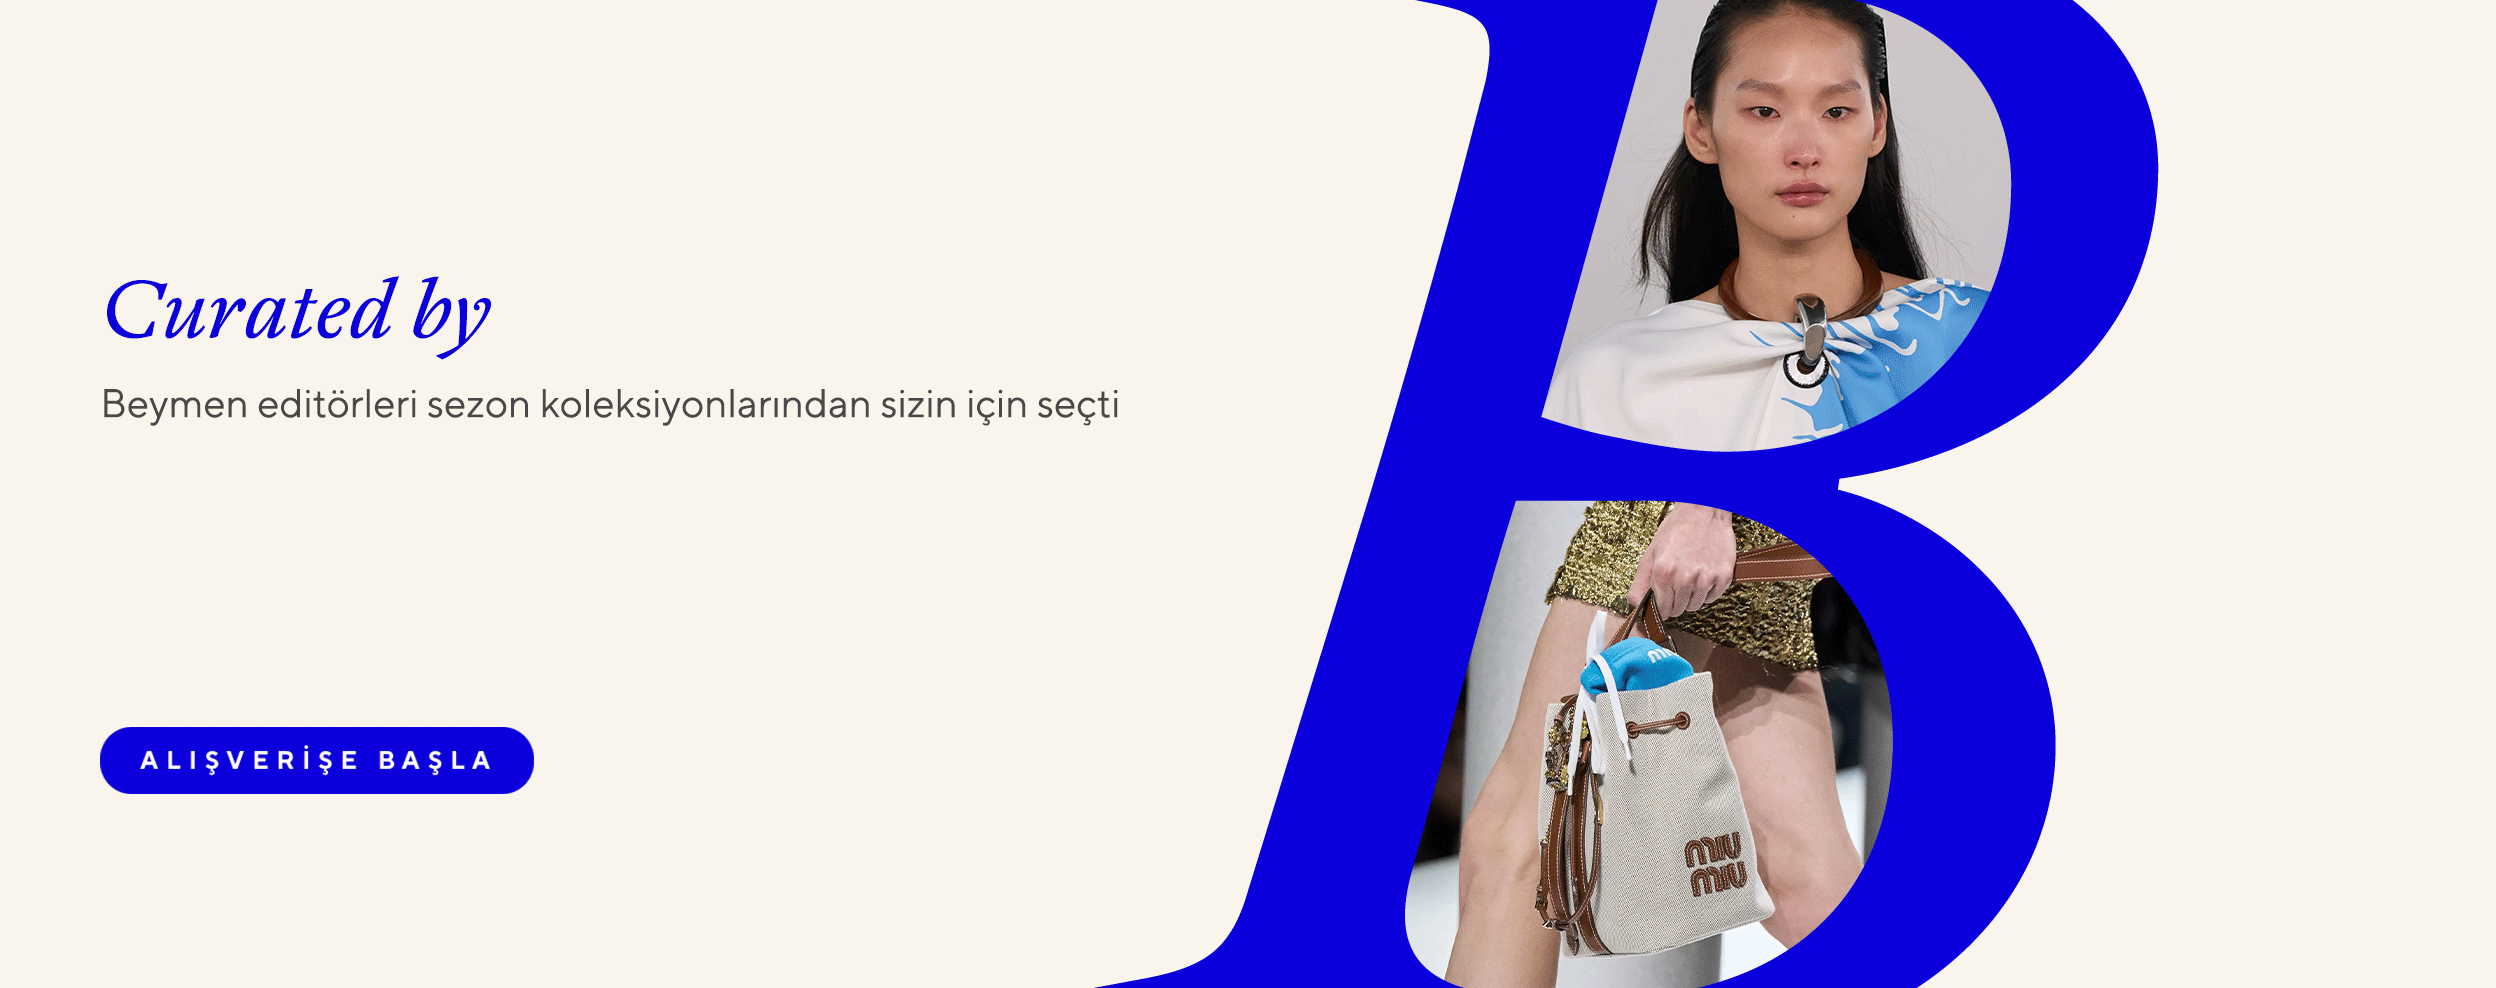 Curated by
B
Beymen editörleri sezon koleksiyonlarından sizin için seçti
ALIŞVERİŞE BAŞLA
miu
miu